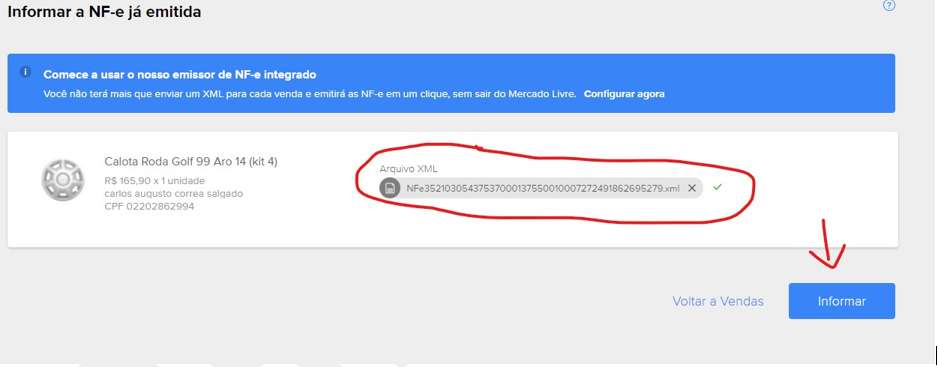 Informar a NF-e já emitida
Comece a usar o nosso emissor de NF-e integrado
Você não terá mais que enviar um XML para cada venda e emitirá as NF-e em um clique, sem sair do Mercado Livre. Configurar agora
Calota Roda Golf 99 Aro 14 (kit 4)
R$ 165,90 x 1 unidade
carlos augusto correa salgado
CPF 02202862994
Arquivo XML
NFe35210305437537000137550010007272491862695279.xml
Voltar a Vendas
Informar